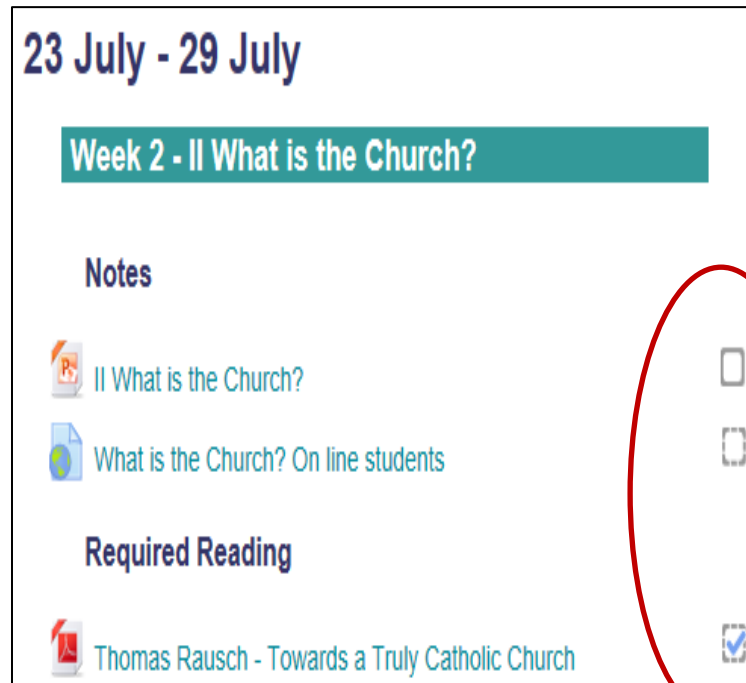 23 July - 29 July
Week 2 - II What is the Church?
Notes
II What is the Church?
What is the Church? On line students
Required Reading
Thomas Rausch - Towards a Truly Catholic Church